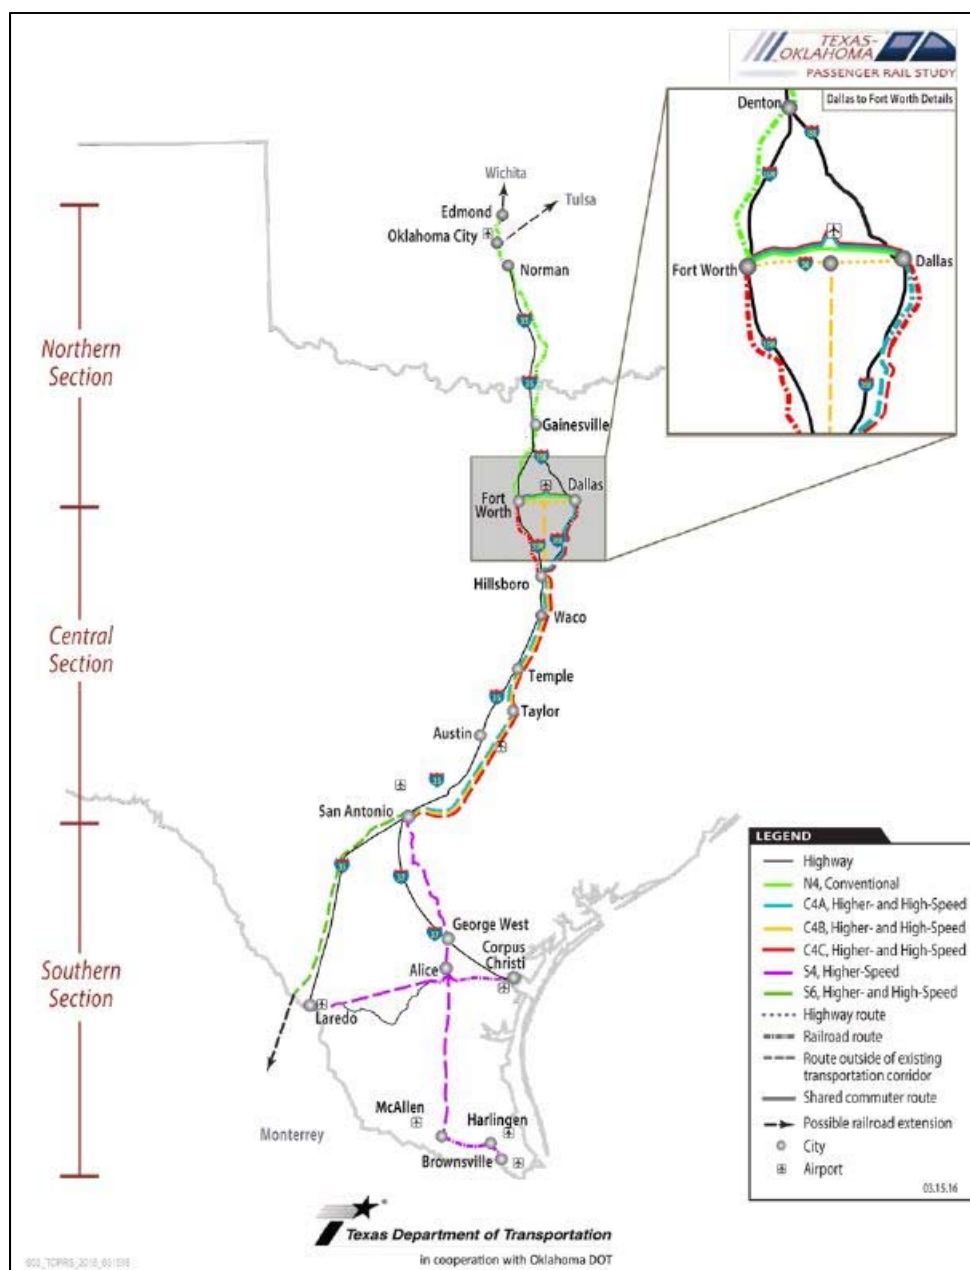 TEXAS-
OKLAHOMA
PASSENGER RAIL STUDY
Dallas to Fort Worth Details
Denton
Fort Worth
Dallas
Wichita
Tulsa
Edmond
Oklahoma City
Norman
Northern
Section
Gainesville
Fort
Worth
Dallas
Hillsboro
Waco
Central
Section
Temple
Taylor
Austin
San Antonio
George West
Corpus
Christi
Alice
Southern
Section
Laredo
McAllen
Harlingen
Monterrey
Brownsville
LEGEND
Highway
N4, Conventional
C4A, Higher- and High-Speed
C4B, Higher- and High-Speed
C4C, Higher- and High-Speed
S4, Higher-Speed
S6, Higher- and High-Speed
Highway route
Railroad route
Route outside of existing
transportation corridor
Shared commuter route
Possible railroad extension
City
Airport
03.15.16
Texas Department of Transportation
in cooperation with Oklahoma DOT